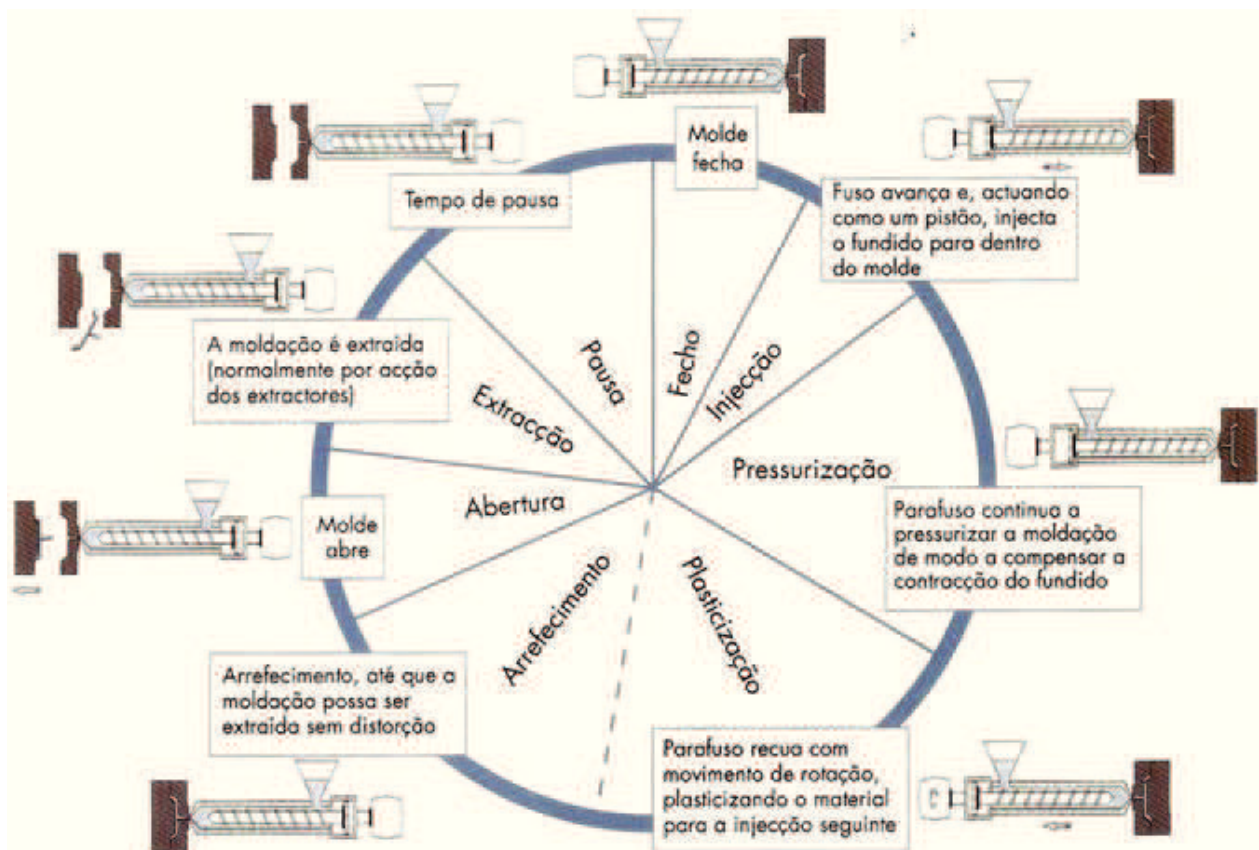 Molde
fecha
Fuso avança e, actuando
como um pistão, injecta
o fundido para dentro
do molde
Parafuso continua a
pressurizar a moldação
de modo a compensar a
contracção do fundido
Parafuso recua com
movimento de rotação,
plasticizando o material
para a injecção seguinte
Arrefecimento, até que a
moldação possa ser
extraída sem distorção
Molde
abre
A moldação é extraída
(normalmente por acção
dos extractores)
Tempo de pausa
Fecho
Injecção
Pressurização
Plasticização
Arrefecimento
Abertura
Extracção
Pausa